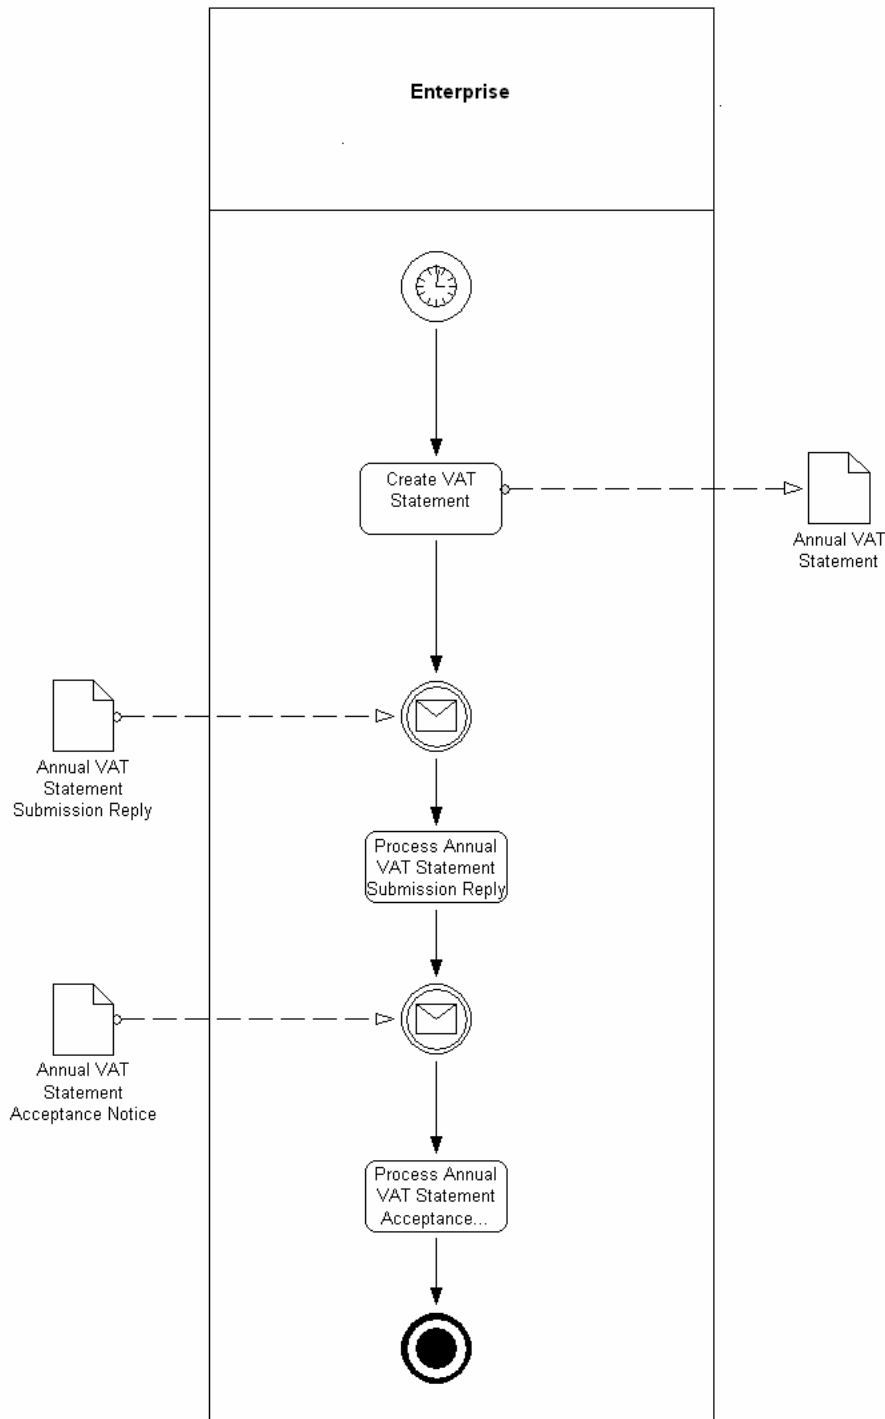 Enterprise
Create VAT
Statement
Annual VAT
Statement
Annual VAT
Statement
Submission Reply
Process Annual
VAT Statement
Submission Reply
Annual VAT
Statement
Acceptance Notice
Process Annual
VAT Statement
Acceptance...